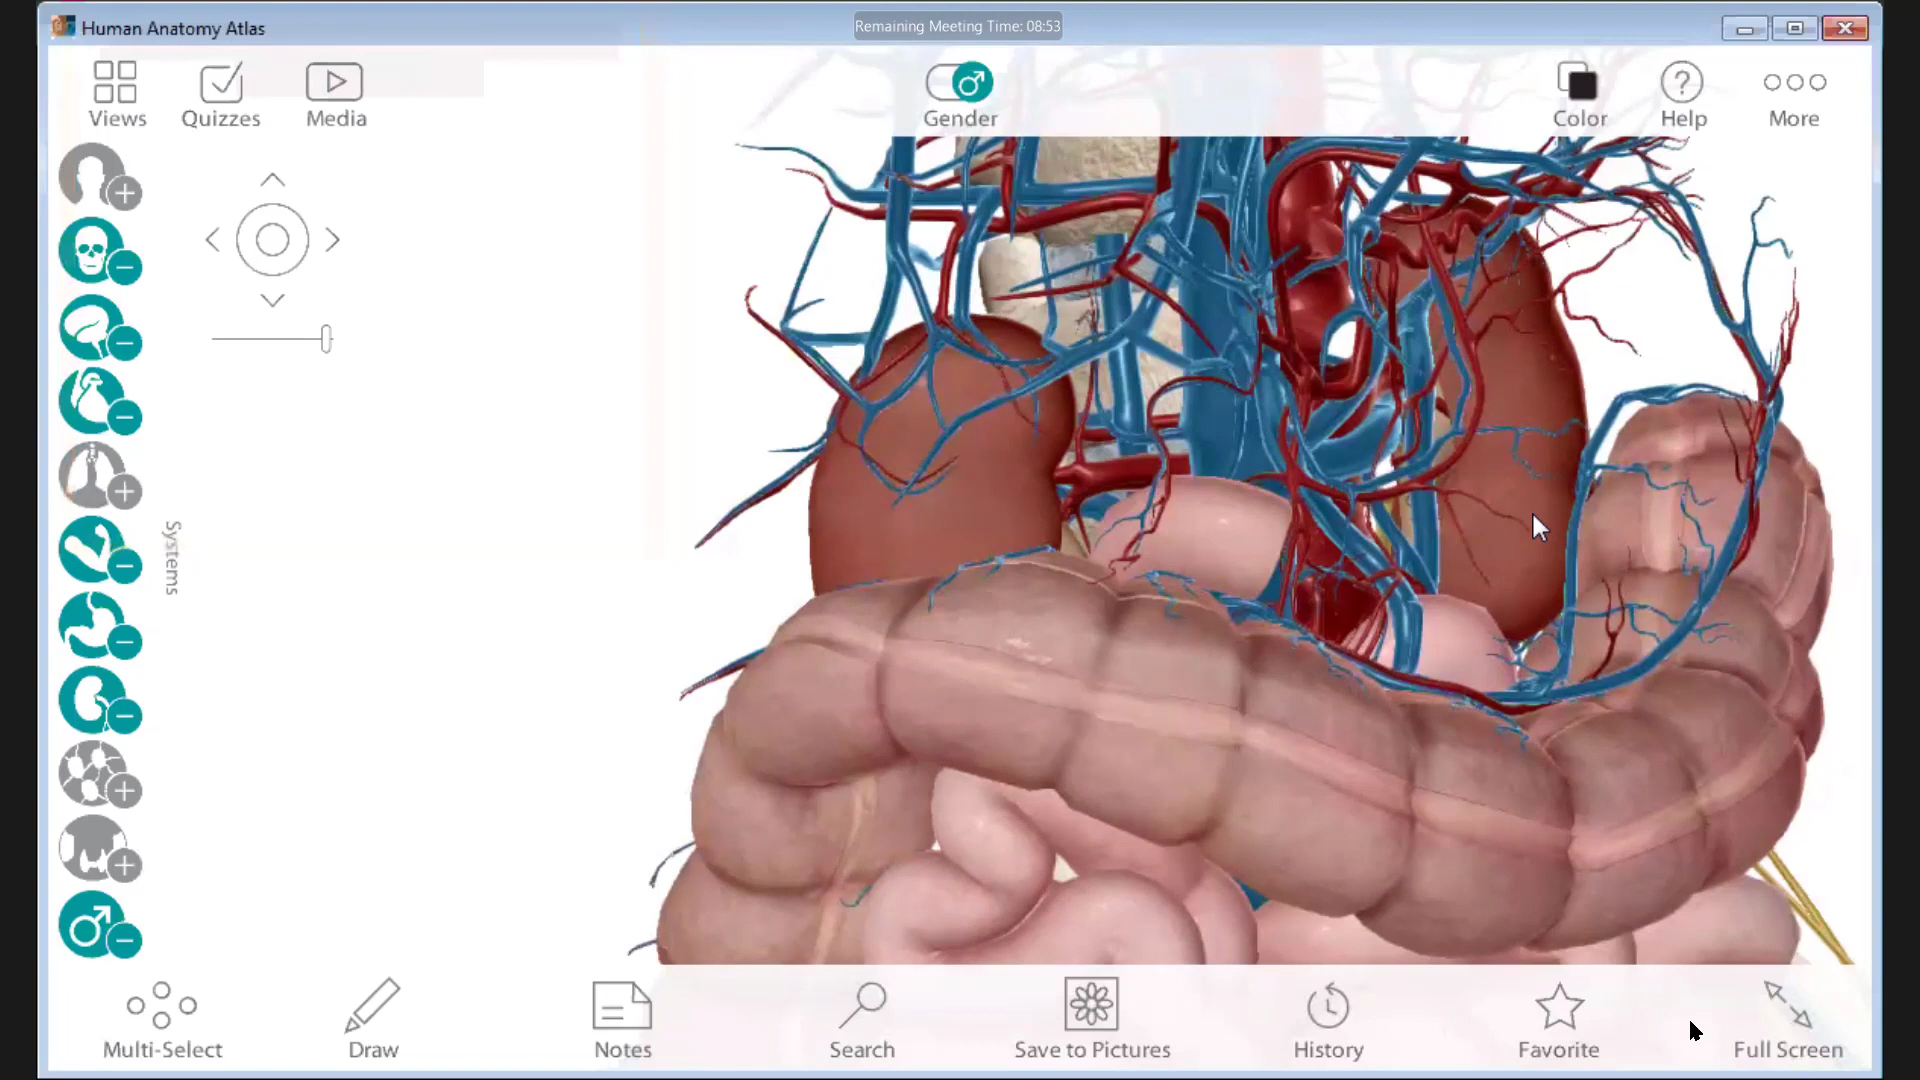 Human Anatomy Atlas
Remaining Meeting Time: 08:53
Views
Quizzes
Media
Gender
Color
Help
More
Systems
Multi-Select
Draw
Notes
Search
Save to Pictures
History
Favorite
Full Screen